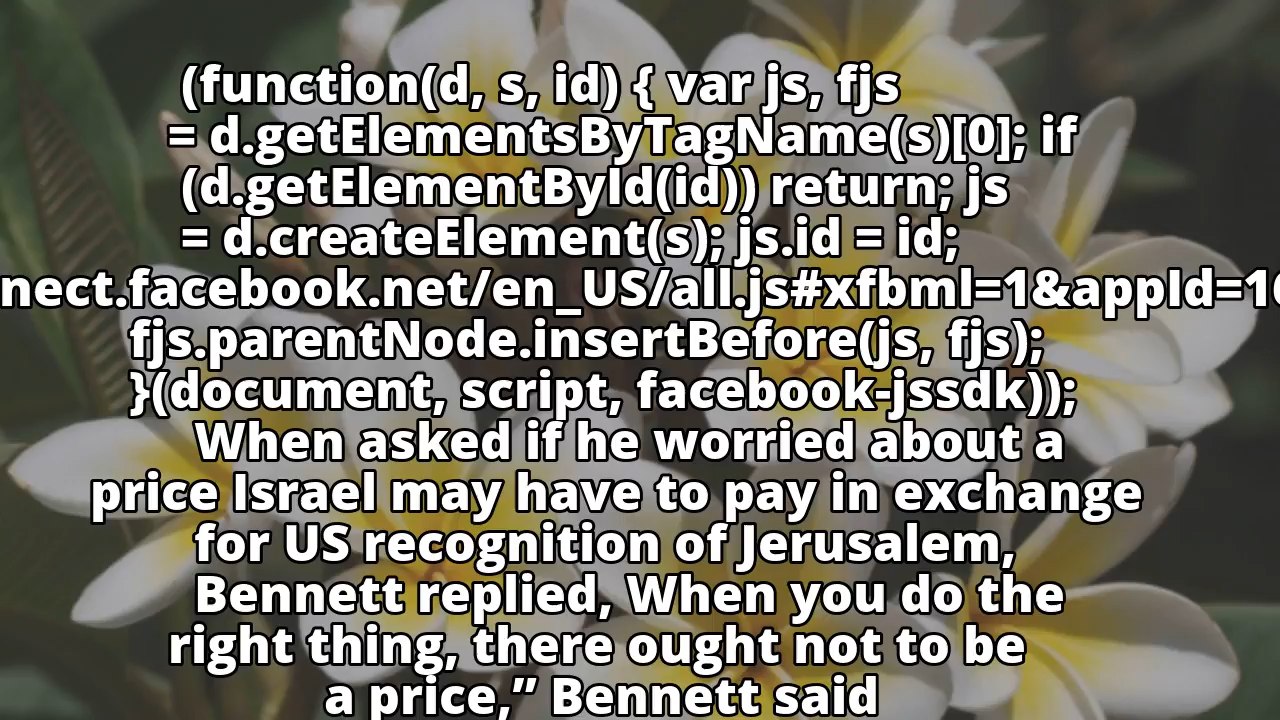 (function(d, s, id) { var js, fjs
= d.getElementsByTagName(s)[0]; if
(d.getElementById(id)) return; js
= d.createElement(s); js.id = id;
nect.facebook.net/en_US/all.js#xfbml=1&appId=1
fjs.parentNode.insertBefore(js, fjs);
}(document, script, facebook-jssdk));
When asked if he worried about a
price Israel may have to pay in exchange
for US recognition of Jerusalem,
Bennett replied, When you do the
right thing, there ought not to be
a price,” Bennett said